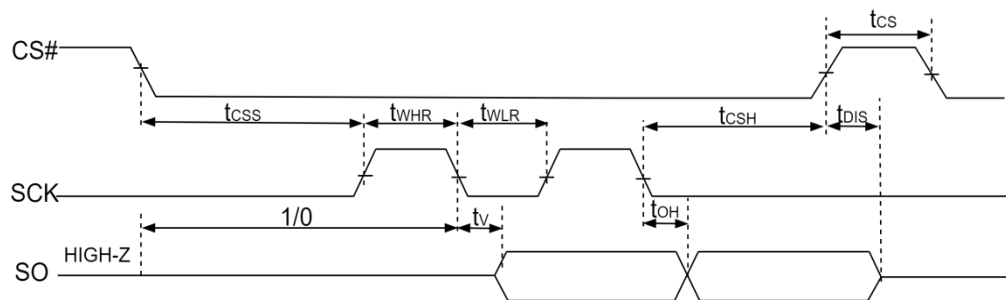 tCS
CS#
tCSS
tWHR
tWLR
tCSH
tDIS
SCK
1/0
tV
tOH
HIGH-Z
SO